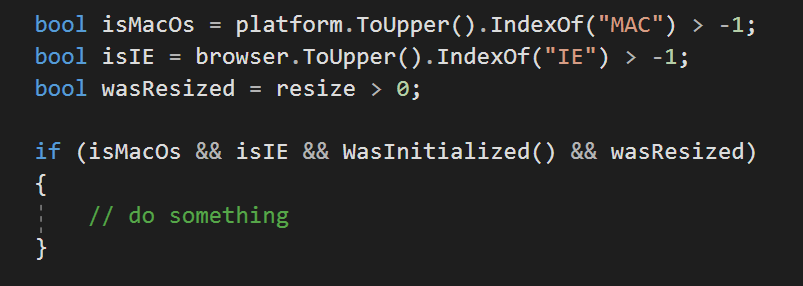 bool isMacOs = platform.ToUpper().IndexOf("MAC") > -1;
bool isIE = browser.ToUpper().IndexOf("IE") > -1;
bool wasResized = resize > 0;
if (isMacOs && isIE && WasInitialized() && wasResized)
{
// do something
}